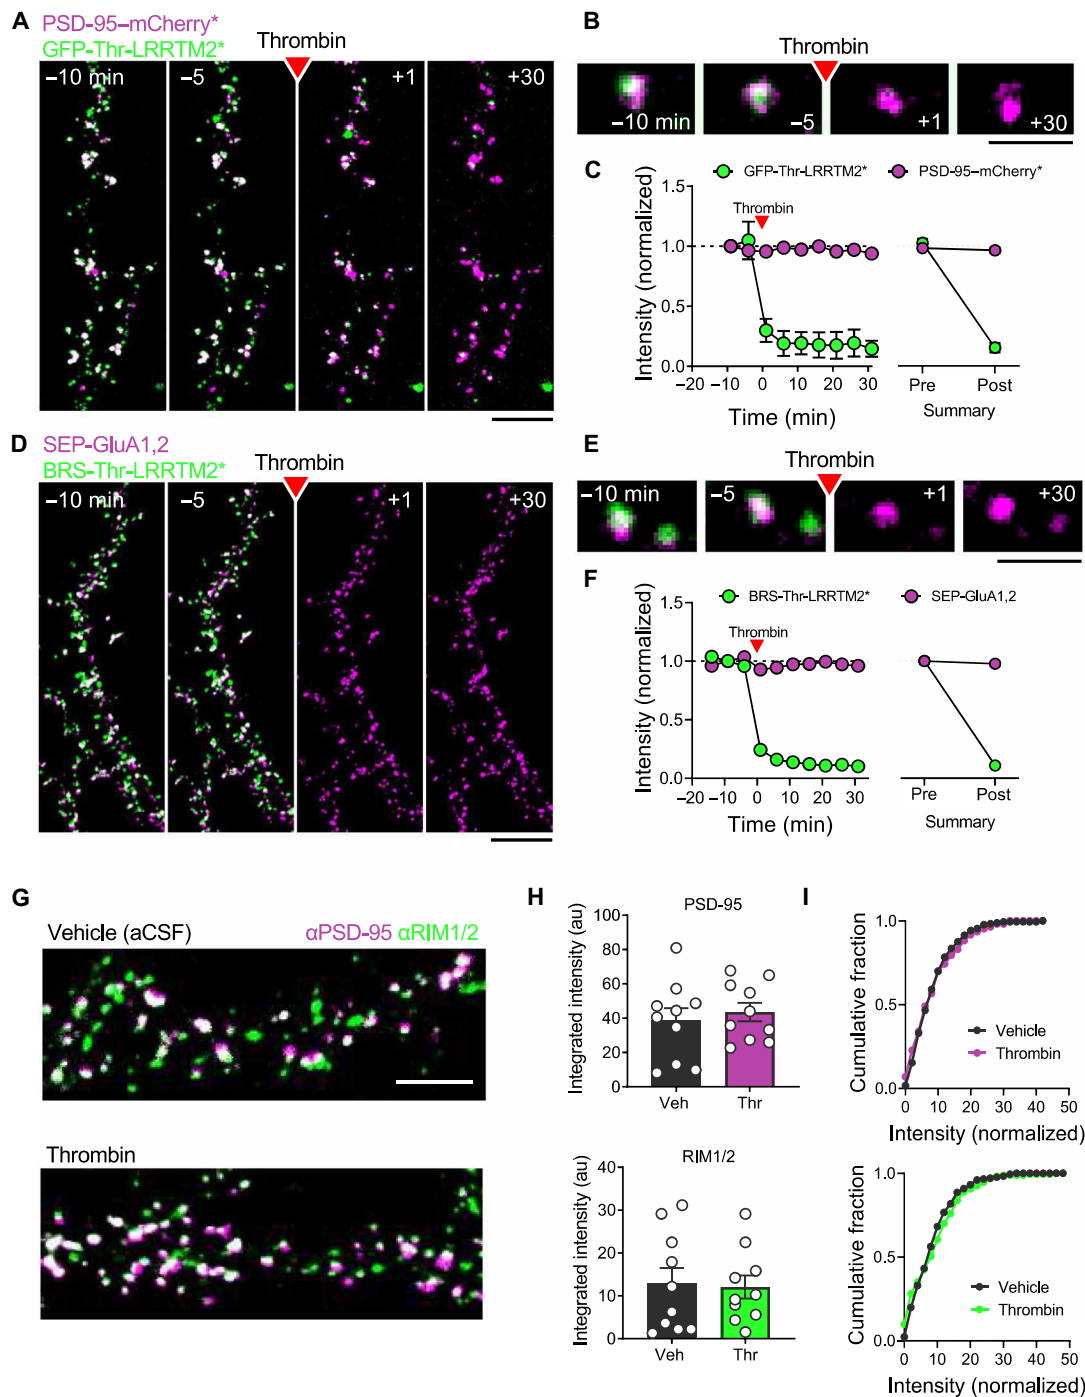 A
PSD-95–mCherry*
GFP-Thr-LRRTM2*
Thrombin
–10 min
–5
+1
+30
B
Thrombin
–10 min
–5
+1
+30
C
GFP-Thr-LRRTM2*
PSD-95–mCherry*
Thrombin
Intensity (normalized)
1.5
1.0
0.5
0.0
–20
–10
0
10
20
30
Time (min)
Pre
Post
Summary
D
SEP-GluA1,2
BRS-Thr-LRRTM2*
Thrombin
–10 min
–5
+1
+30
E
Thrombin
–10 min
–5
+1
+30
F
BRS-Thr-LRRTM2*
SEP-GluA1,2
Thrombin
Intensity (normalized)
1.5
1.0
0.5
0.0
–20
–10
0
10
20
30
Time (min)
Pre
Post
Summary
G
Vehicle (aCSF)
αPSD-95 αRIM1/2
Thrombin
H
PSD-95
Integrated intensity (au)
100
80
60
40
20
0
Veh
Thr
RIM1/2
Integrated intensity (au)
40
30
20
10
0
Veh
Thr
I
Cumulative fraction
1.0
0.5
0.0
Vehicle
Thrombin
0
10
20
30
40
50
Intensity (normalized)
Cumulative fraction
1.0
0.5
0.0
Vehicle
Thrombin
0
10
20
30
40
50
Intensity (normalized)